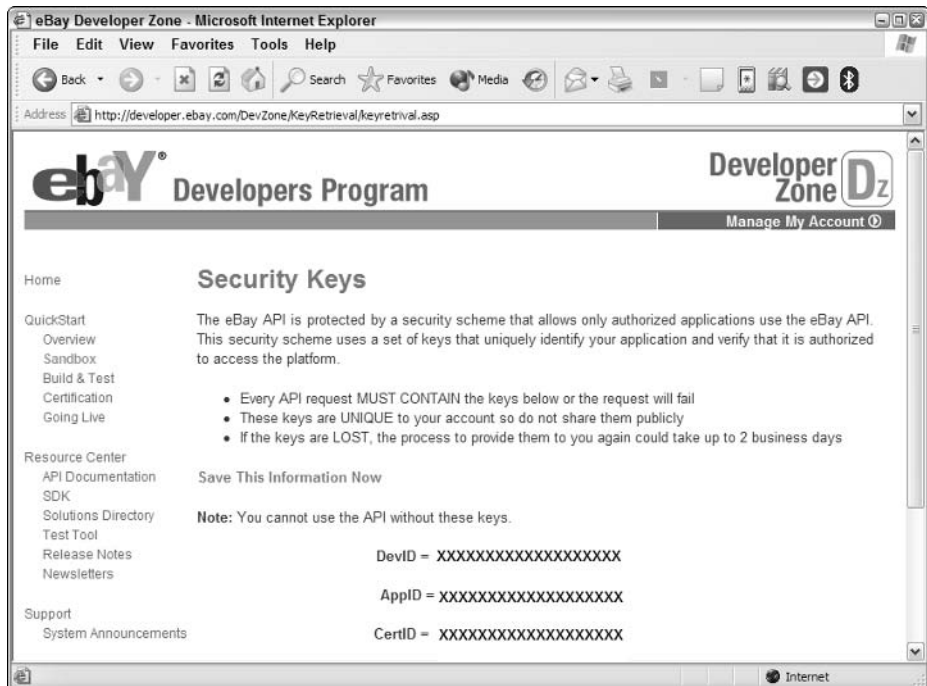 eBay Developer Zone - Microsoft Internet Explorer
File Edit View Favorites Tools Help
Back Search Favorites Media
Address http://developer.ebay.com/DevZone/KeyRetrieval/keyretrival.asp
ebaY® Developers Program
Developer Zone Dz
Manage My Account
Home
QuickStart
Overview
Sandbox
Build & Test
Certification
Going Live
Resource Center
API Documentation
SDK
Solutions Directory
Test Tool
Release Notes
Newsletters
Support
System Announcements
Security Keys
The eBay API is protected by a security scheme that allows only authorized applications use the eBay API.
This security scheme uses a set of keys that uniquely identify your application and verify that it is authorized
to access the platform.
• Every API request MUST CONTAIN the keys below or the request will fail
• These keys are UNIQUE to your account so do not share them publicly
• If the keys are LOST, the process to provide them to you again could take up to 2 business days
Save This Information Now
Note: You cannot use the API without these keys.
DevID = XXXXXXXXXXXXXXXXXXX
AppID = XXXXXXXXXXXXXXXXXXX
CertID = XXXXXXXXXXXXXXXXXXX
Internet